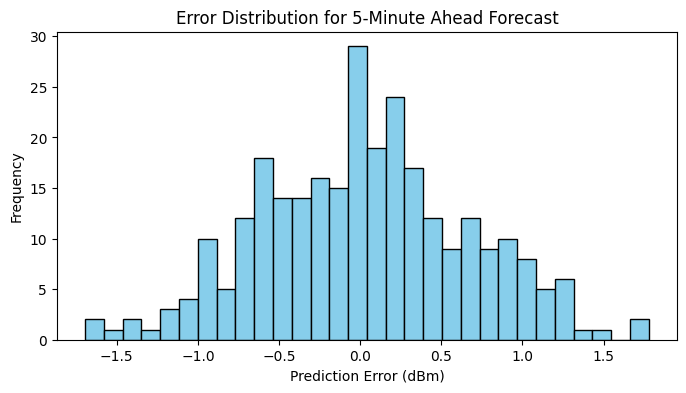 Error Distribution for 5-Minute Ahead Forecast
30
25
20
15
10
5
0
Frequency
−1.5 −1.0 −0.5 0.0 0.5 1.0 1.5
Prediction Error (dBm)